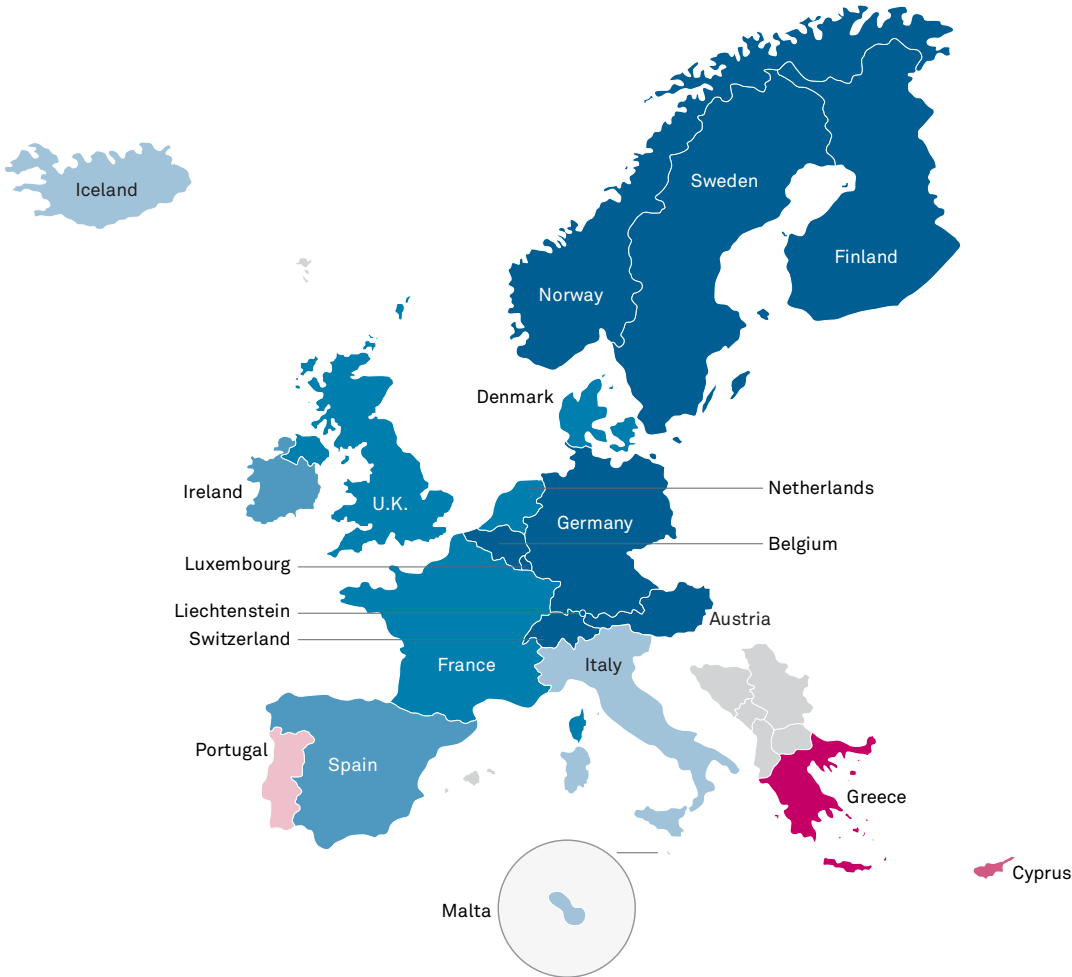 Iceland
Sweden
Finland
Norway
Denmark
Ireland
U.K.
Netherlands
Germany
Belgium
Luxembourg
Liechtenstein
Austria
Switzerland
France
Italy
Portugal
Spain
Greece
Cyprus
Malta